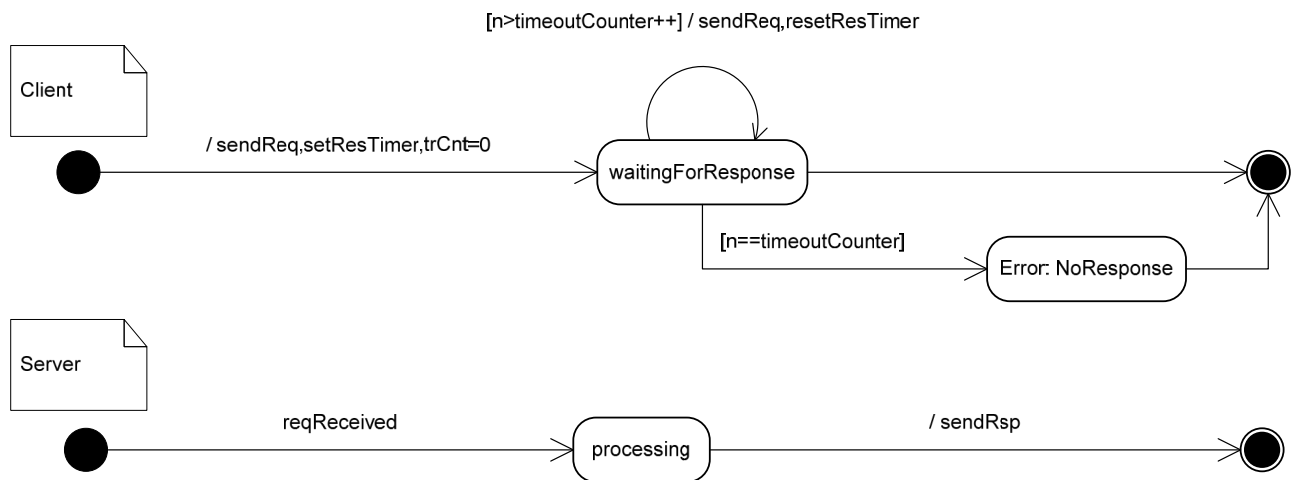 [n>timeoutCounter++] / sendReq,resetResTimer
Client
/ sendReq,setResTimer,trCnt=0
waitingForResponse
[n==timeoutCounter]
Error: NoResponse
Server
reqReceived
/ sendRsp
processing